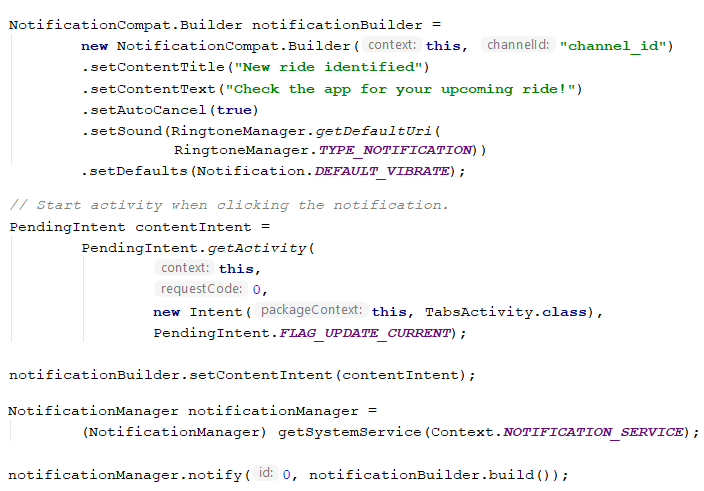 NotificationCompat.Builder notificationBuilder =
new NotificationCompat.Builder( context: this, channelId: "channel_id")
.setContentTitle("New ride identified")
.setContentText("Check the app for your upcoming ride!")
.setAutoCancel(true)
.setSound(RingtoneManager.getDefaultUri(
RingtoneManager.TYPE_NOTIFICATION))
.setDefaults(Notification.DEFAULT_VIBRATE);
// Start activity when clicking the notification.
PendingIntent contentIntent =
PendingIntent.getActivity(
context: this,
requestCode: 0,
new Intent( packageContext: this, TabsActivity.class),
PendingIntent.FLAG_UPDATE_CURRENT);
notificationBuilder.setContentIntent(contentIntent);
NotificationManager notificationManager =
(NotificationManager) getSystemService(Context.NOTIFICATION_SERVICE);
notificationManager.notify( id: 0, notificationBuilder.build());